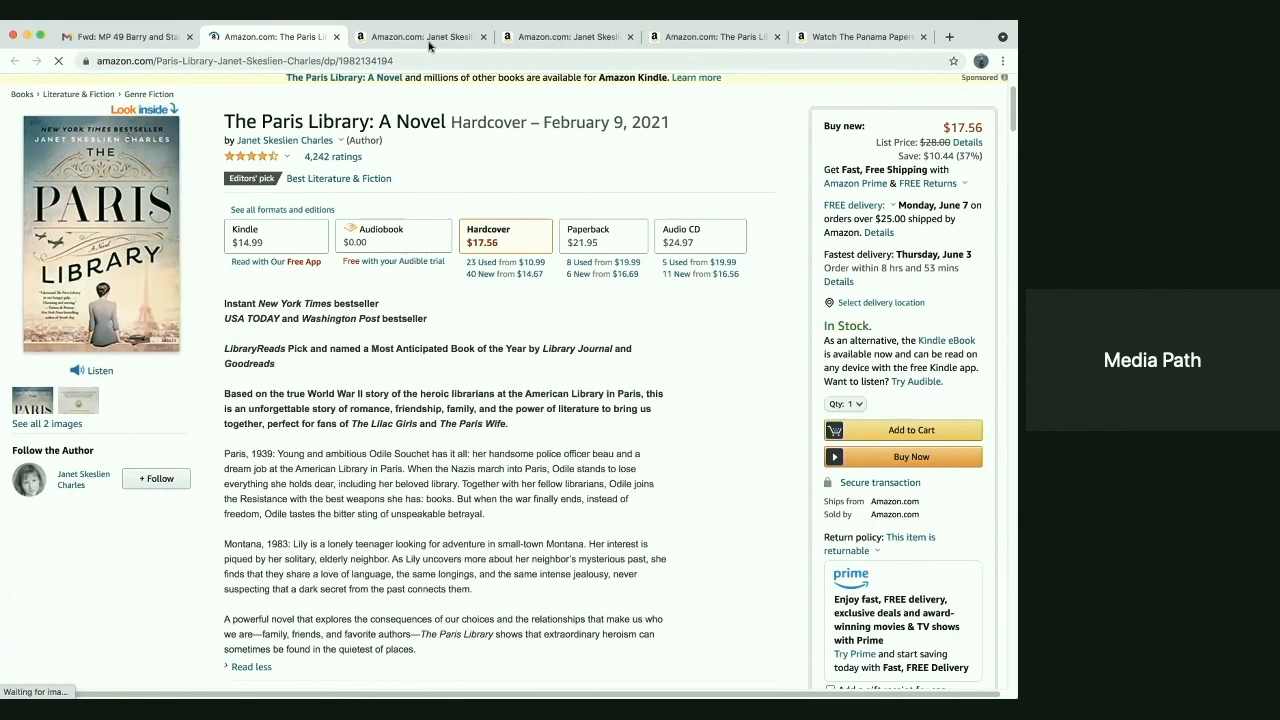 Fwd: MP 49 Barry and Sta
Amazon.com: The Paris Li
Amazon.com: Janet Skesli
Amazon.com: Janet Skesl
Amazon.com: The Paris Li
Watch The Panama Paper
amazon.com/Paris-Library-Janet-Skeslien-Charles/dp/1982134194
The Paris Library: A Novel and millions of other books are available for Amazon Kindle. Learn more
Sponsored
Books › Literature & Fiction › Genre Fiction
Look inside
NEW YORK TIMES BESTSELLER
JANET SKESLIEN CHARLES
THE
PARIS
A Novel
LIBRARY
Listen
PARIS
See all 2 images
Follow the Author
Janet Skeslien
Charles
+ Follow
The Paris Library: A Novel Hardcover – February 9, 2021
by Janet Skeslien Charles (Author)
4,242 ratings
Editors' pick Best Literature & Fiction
See all formats and editions
Kindle
$14.99
Read with Our Free App
Audiobook
$0.00
Free with your Audible trial
Hardcover
$17.56
23 Used from $10.99
40 New from $14.67
Paperback
$21.95
8 Used from $19.99
6 New from $16.69
Audio CD
$24.97
5 Used from $19.99
11 New from $16.56
Instant New York Times bestseller
USA TODAY and Washington Post bestseller
LibraryReads Pick and named a Most Anticipated Book of the Year by Library Journal and
Goodreads
Based on the true World War II story of the heroic librarians at the American Library in Paris, this
is an unforgettable story of romance, friendship, family, and the power of literature to bring us
together, perfect for fans of The Lilac Girls and The Paris Wife.
Paris, 1939: Young and ambitious Odile Souchet has it all: her handsome police officer beau and a
dream job at the American Library in Paris. When the Nazis march into Paris, Odile stands to lose
everything she holds dear, including her beloved library. Together with her fellow librarians, Odile joins
the Resistance with the best weapons she has: books. But when the war finally ends, instead of
freedom, Odile tastes the bitter sting of unspeakable betrayal.
Montana, 1983: Lily is a lonely teenager looking for adventure in small-town Montana. Her interest is
piqued by her solitary, elderly neighbor. As Lily uncovers more about her neighbor's mysterious past, she
finds that they share a love of language, the same longings, and the same intense jealousy, never
suspecting that a dark secret from the past connects them.
A powerful novel that explores the consequences of our choices and the relationships that make us who
we are—family, friends, and favorite authors—The Paris Library shows that extraordinary heroism can
sometimes be found in the quietest of places.
Read less
Buy new: $17.56
List Price: $28.00 Details
Save: $10.44 (37%)
Get Fast, Free Shipping with
Amazon Prime & FREE Returns
FREE delivery: Monday, June 7 on
orders over $25.00 shipped by
Amazon. Details
Fastest delivery: Thursday, June 3
Order within 8 hrs and 53 mins
Details
Select delivery location
In Stock.
As an alternative, the Kindle eBook
is available now and can be read on
any device with the free Kindle app.
Want to listen? Try Audible.
Qty: 1
Add to Cart
Buy Now
Secure transaction
Ships from Amazon.com
Sold by Amazon.com
Return policy: This item is
returnable
prime
Enjoy fast, FREE delivery,
exclusive deals and award-
winning movies & TV shows
with Prime
Try Prime and start saving
today with Fast, FREE Delivery
Waiting for ima...
Media Path